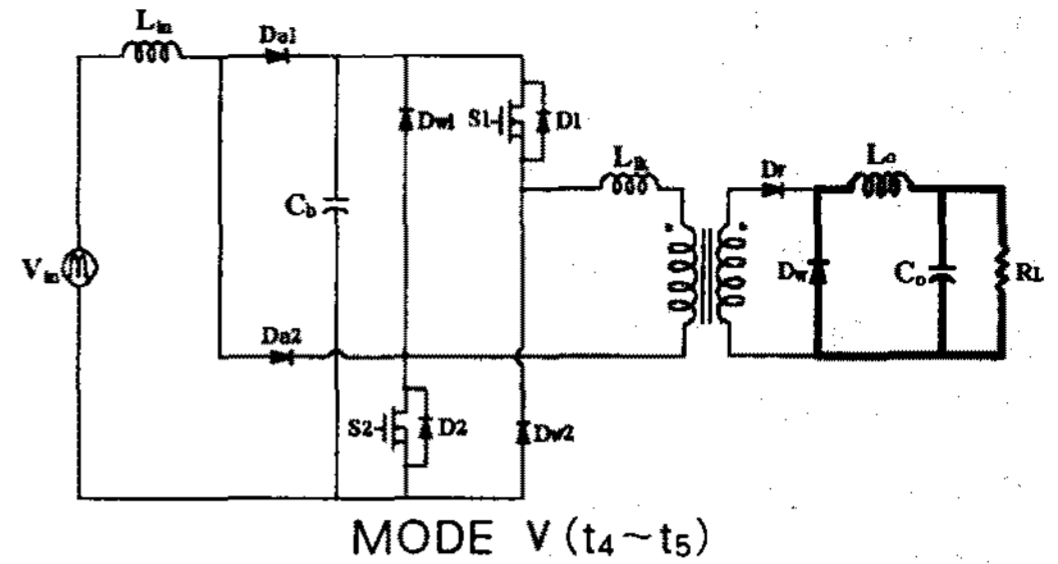 Lin
Da1
Dw1
S1
D1
Llk
Dr
Lo
Cb
Vin
Dw
Co
RL
Da2
S2
D2
Dw2
MODE V (t4~t5)